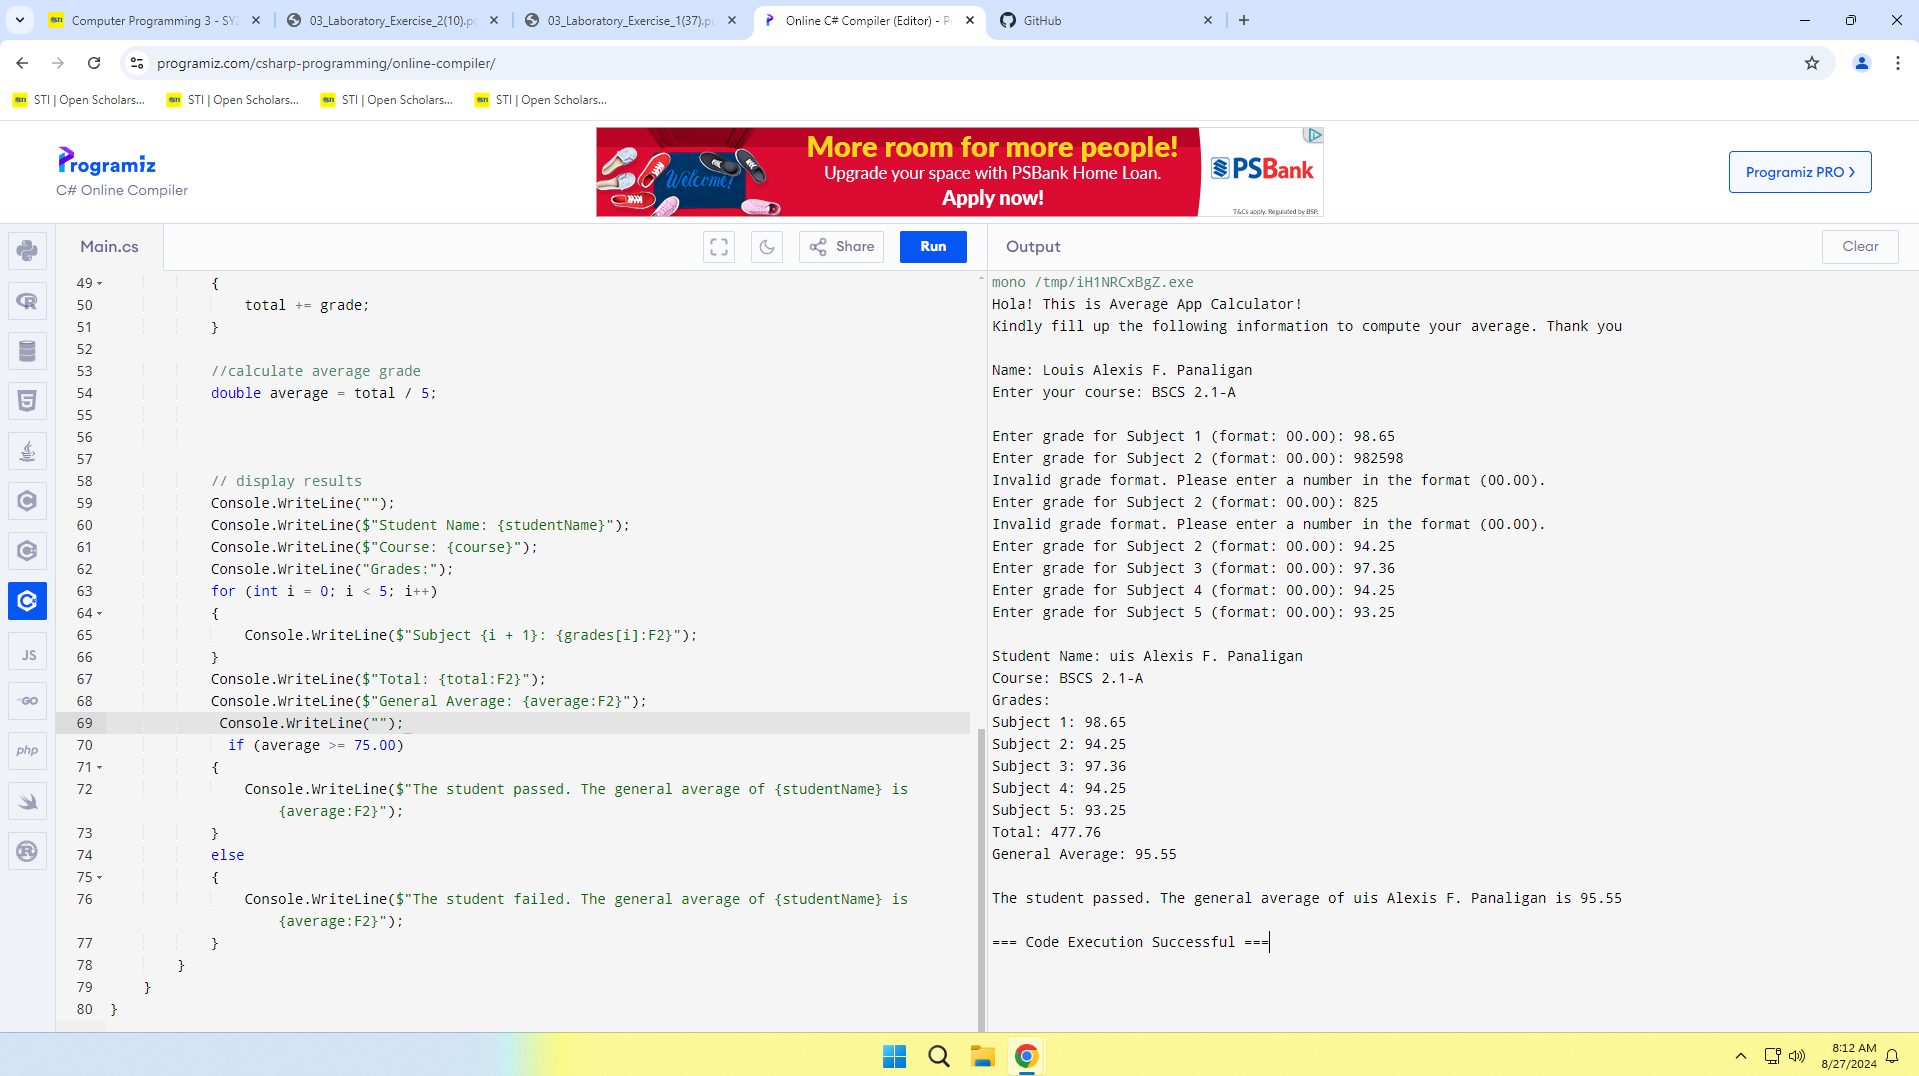 Computer Programming 3 - SY2
03_Laboratory_Exercise_2(10).pd
03_Laboratory_Exercise_1(37).pd
Online C# Compiler (Editor) - Pr
GitHub
programiz.com/csharp-programming/online-compiler/
STI | Open Scholars...
STI | Open Scholars...
STI | Open Scholars...
STI | Open Scholars...
Programiz
C# Online Compiler
Welcome!
More room for more people!
Upgrade your space with PSBank Home Loan.
Apply now!
PSBank
T&Cs apply. Regulated by BSP.
Programiz PRO
Main.cs
Share
Run
Output
Clear
JS
GO
php
49 {
50 total += grade;
51 }
52
53 //calculate average grade
54 double average = total / 5;
55
56
57
58 // display results
59 Console.WriteLine("");
60 Console.WriteLine($"Student Name: {studentName}");
61 Console.WriteLine($"Course: {course}");
62 Console.WriteLine("Grades:");
63 for (int i = 0; i < 5; i++)
64 {
65 Console.WriteLine($"Subject {i + 1}: {grades[i]:F2}");
66 }
67 Console.WriteLine($"Total: {total:F2}");
68 Console.WriteLine($"General Average: {average:F2}");
69 Console.WriteLine("");
70 if (average >= 75.00)
71 {
72 Console.WriteLine($"The student passed. The general average of {studentName} is
{average:F2}");
73 }
74 else
75 {
76 Console.WriteLine($"The student failed. The general average of {studentName} is
{average:F2}");
77 }
78 }
79 }
80 }
mono /tmp/iH1NRCxBgZ.exe
Hola! This is Average App Calculator!
Kindly fill up the following information to compute your average. Thank you
Name: Louis Alexis F. Panaligan
Enter your course: BSCS 2.1-A
Enter grade for Subject 1 (format: 00.00): 98.65
Enter grade for Subject 2 (format: 00.00): 982598
Invalid grade format. Please enter a number in the format (00.00).
Enter grade for Subject 2 (format: 00.00): 825
Invalid grade format. Please enter a number in the format (00.00).
Enter grade for Subject 2 (format: 00.00): 94.25
Enter grade for Subject 3 (format: 00.00): 97.36
Enter grade for Subject 4 (format: 00.00): 94.25
Enter grade for Subject 5 (format: 00.00): 93.25
Student Name: uis Alexis F. Panaligan
Course: BSCS 2.1-A
Grades:
Subject 1: 98.65
Subject 2: 94.25
Subject 3: 97.36
Subject 4: 94.25
Subject 5: 93.25
Total: 477.76
General Average: 95.55
The student passed. The general average of uis Alexis F. Panaligan is 95.55
=== Code Execution Successful ===
8:12 AM
8/27/2024